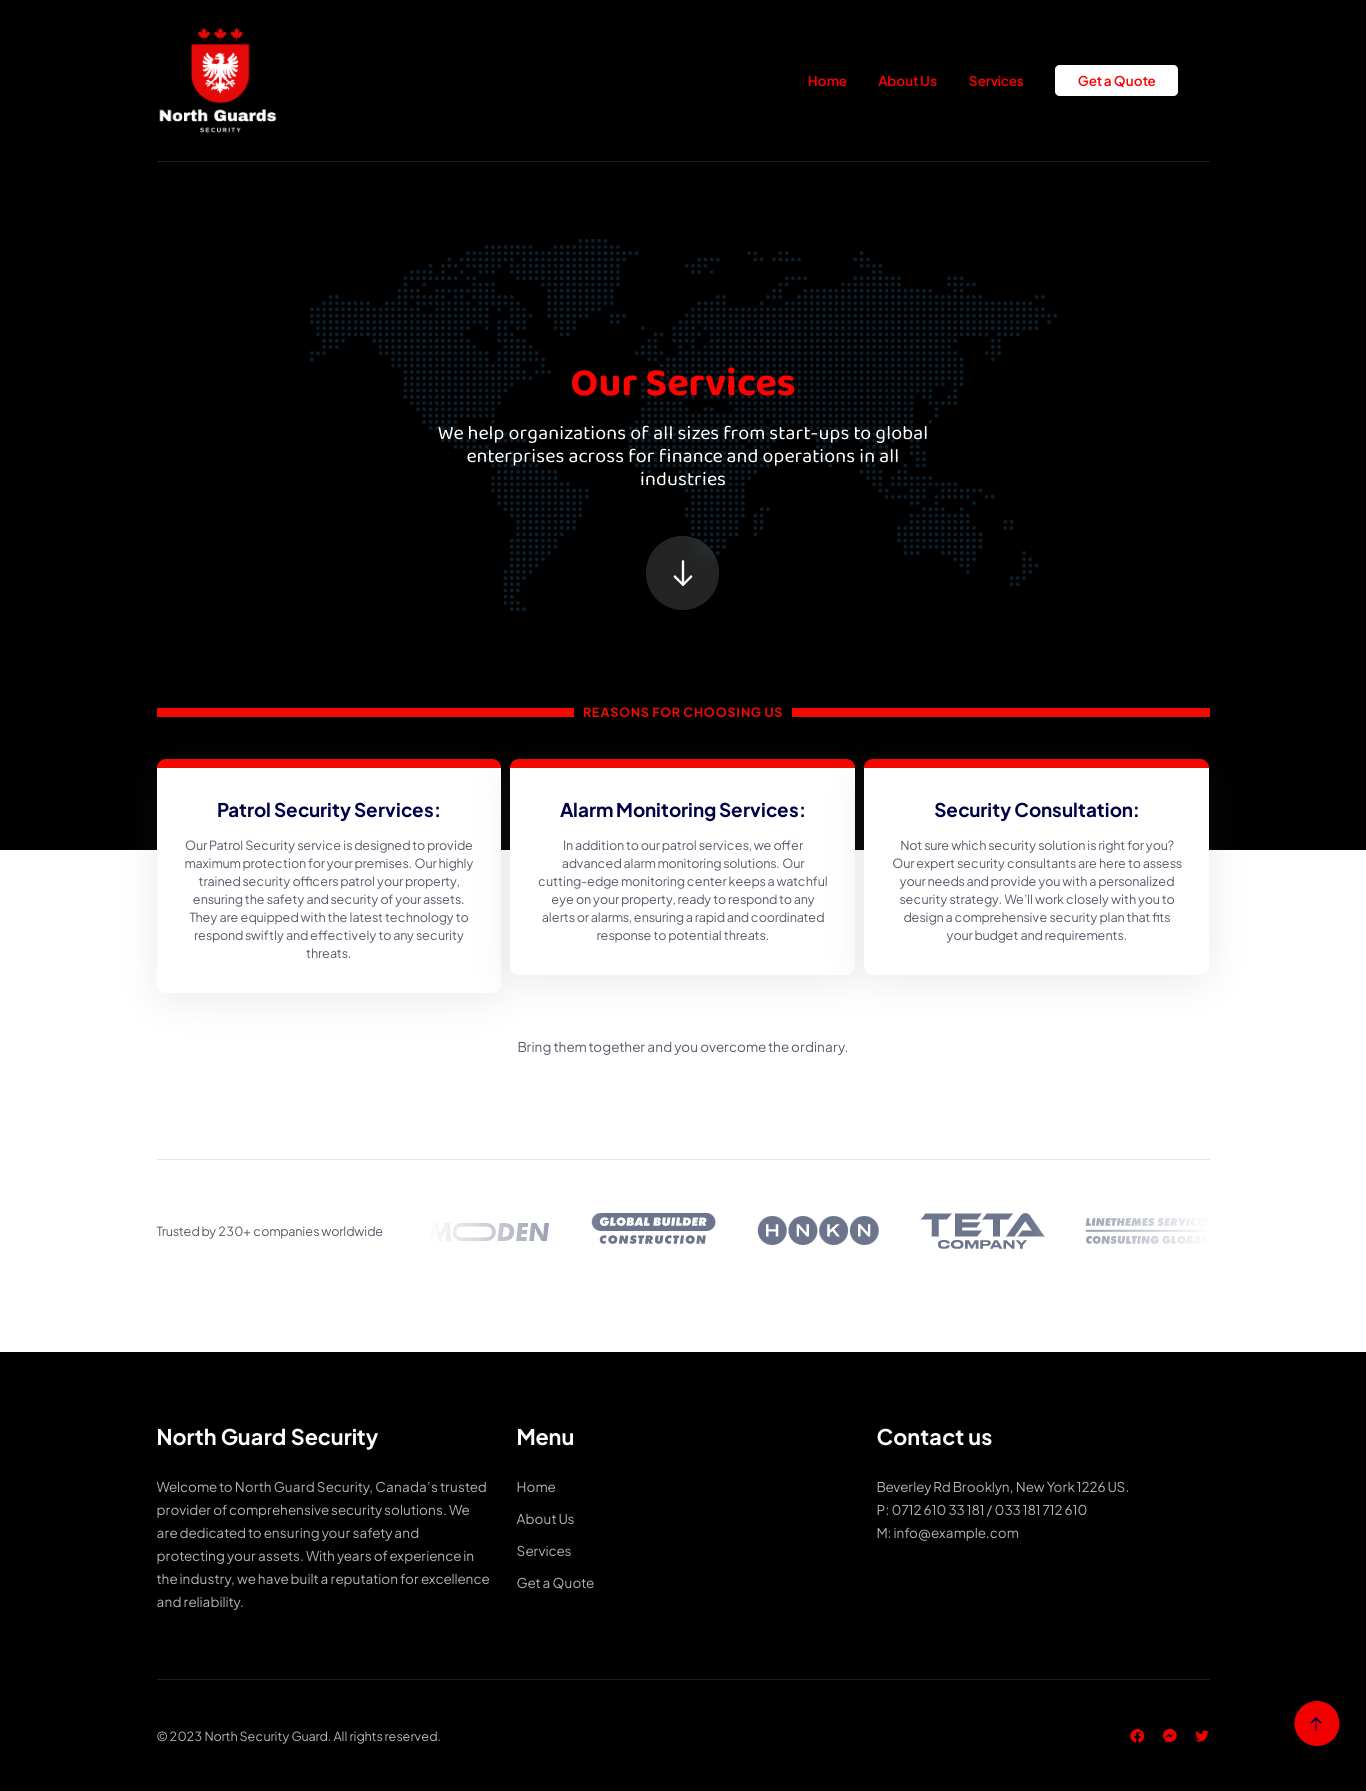 North Guards
SECURITY
Home
About Us
Services
Get a Quote
Our Services
We help organizations of all sizes from start-ups to global
enterprises across for finance and operations in all
industries
REASONS FOR CHOOSING US
Patrol Security Services:
Our Patrol Security service is designed to provide
maximum protection for your premises. Our highly
trained security officers patrol your property,
ensuring the safety and security of your assets.
They are equipped with the latest technology to
respond swiftly and effectively to any security
threats.
Alarm Monitoring Services:
In addition to our patrol services, we offer
advanced alarm monitoring solutions. Our
cutting-edge monitoring center keeps a watchful
eye on your property, ready to respond to any
alerts or alarms, ensuring a rapid and coordinated
response to potential threats.
Security Consultation:
Not sure which security solution is right for you?
Our expert security consultants are here to assess
your needs and provide you with a personalized
security strategy. We'll work closely with you to
design a comprehensive security plan that fits
your budget and requirements.
Bring them together and you overcome the ordinary.
Trusted by 230+ companies worldwide
MODEN
GLOBAL BUILDER
CONSTRUCTION
HNKN
TETA
COMPANY
LINETHEMES SERVICES
CONSULTING GLOBAL
North Guard Security
Welcome to North Guard Security, Canada's trusted
provider of comprehensive security solutions. We
are dedicated to ensuring your safety and
protecting your assets. With years of experience in
the industry, we have built a reputation for excellence
and reliability.
Menu
Home
About Us
Services
Get a Quote
Contact us
Beverley Rd Brooklyn, New York 1226 US.
P: 0712 610 33 181 / 033 181 712 610
M: info@example.com
© 2023 North Security Guard. All rights reserved.